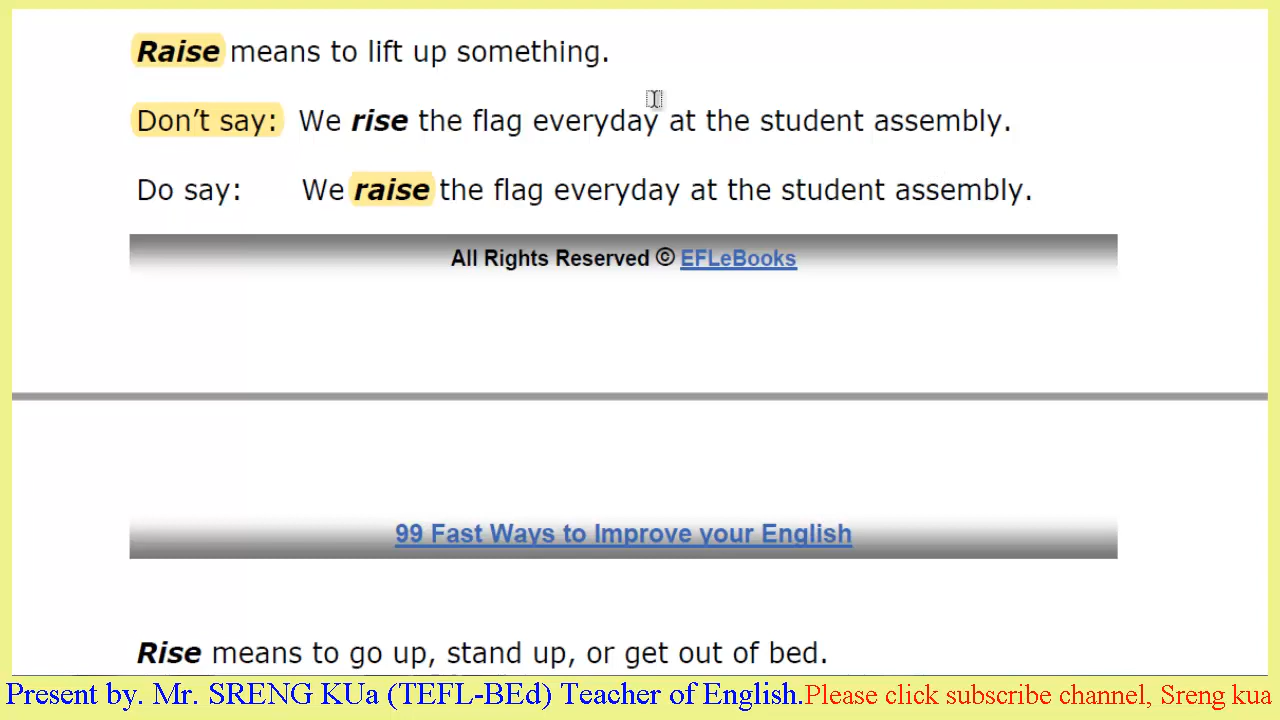 Raise means to lift up something.
Don't say: We rise the flag everyday at the student assembly.
Do say: We raise the flag everyday at the student assembly.
All Rights Reserved © EFLeBooks
99 Fast Ways to Improve your English
Rise means to go up, stand up, or get out of bed.
Present by. Mr. SRENG KUa (TEFL-BEd) Teacher of English.Please click subscribe channel, Sreng kua